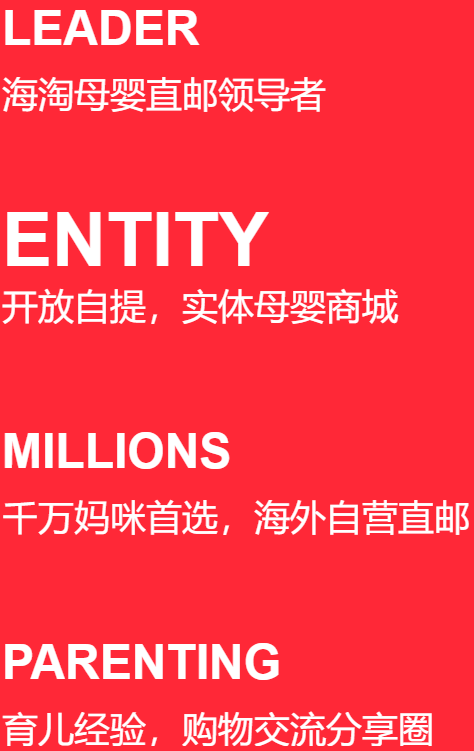 LEADER
海淘母婴直邮领导者
ENTITY
开放自提，实体母婴商城
MILLIONS
千万妈咪首选，海外自营直邮
PARENTING
育儿经验，购物交流分享圈